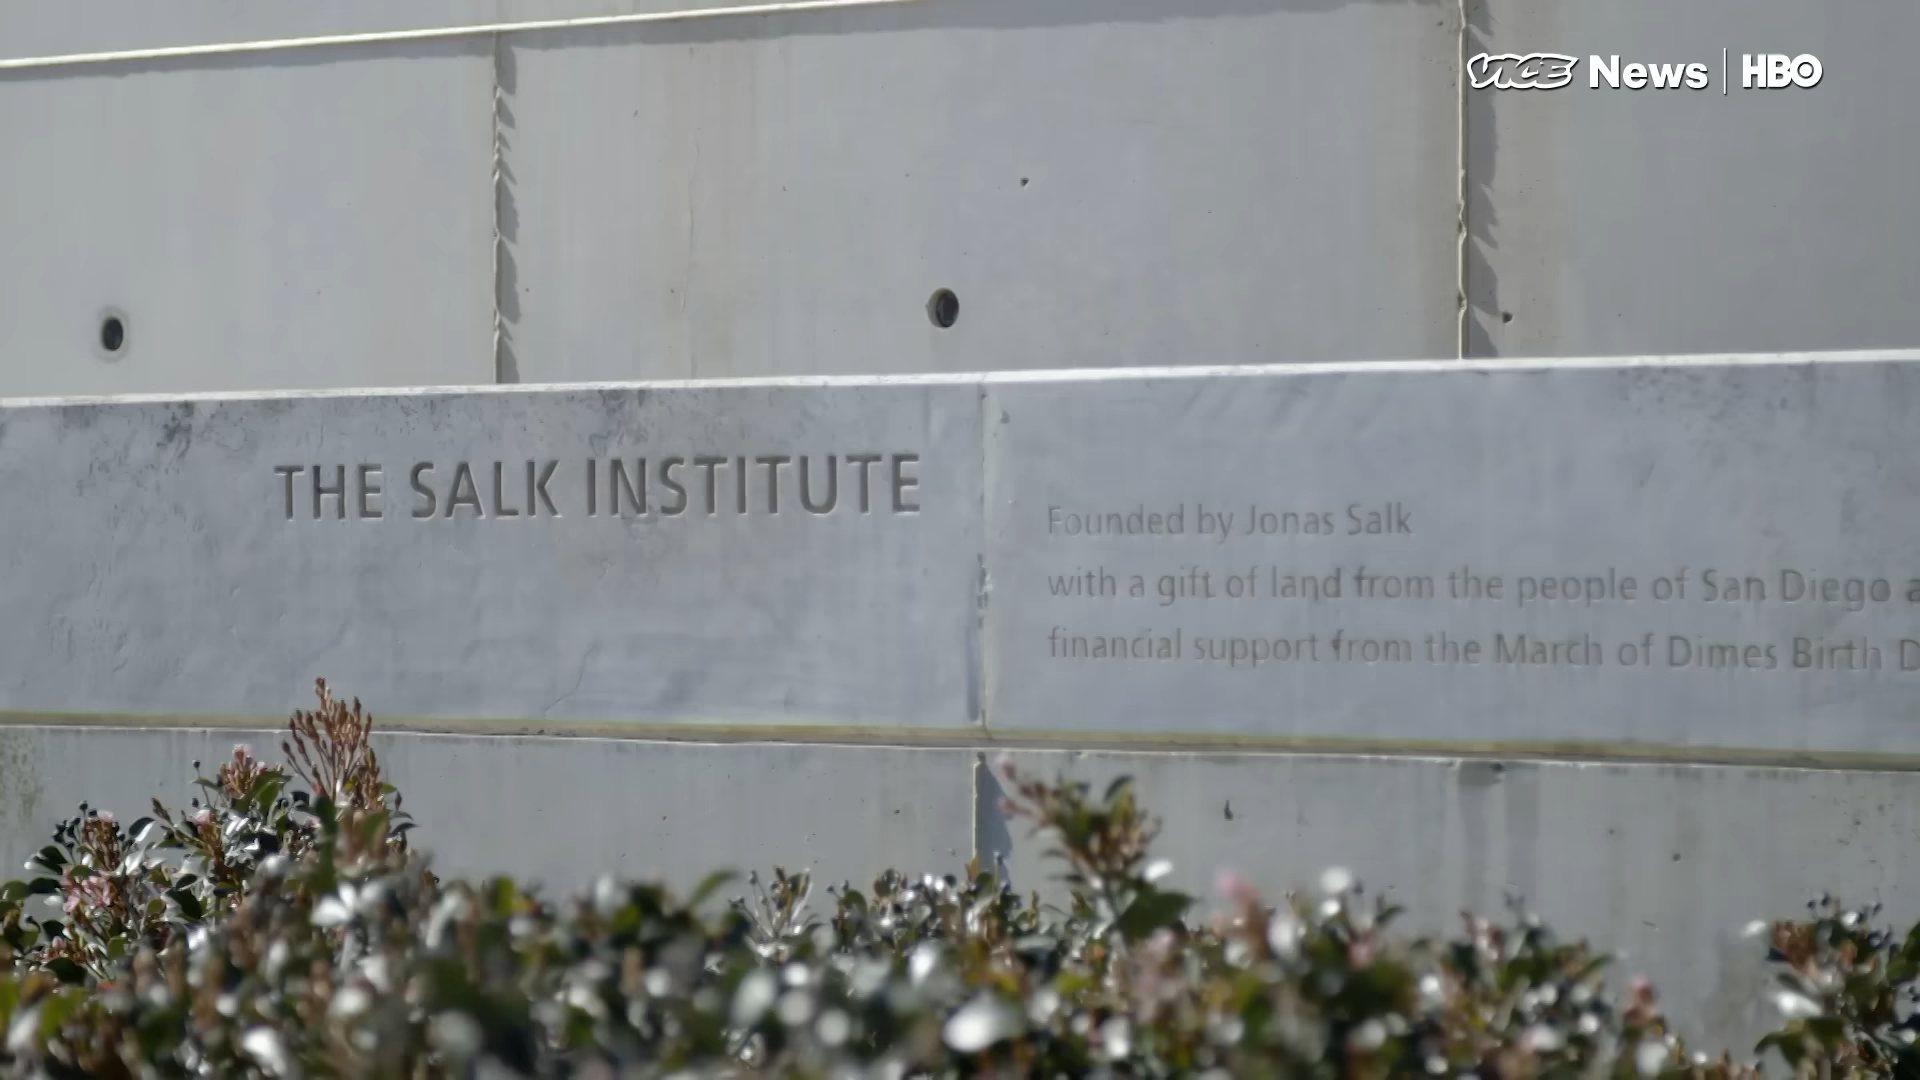 VICE News | HBO
THE SALK INSTITUTE
Founded by Jonas Salk
with a gift of land from the people of San Diego a
financial support from the March of Dimes Birth D